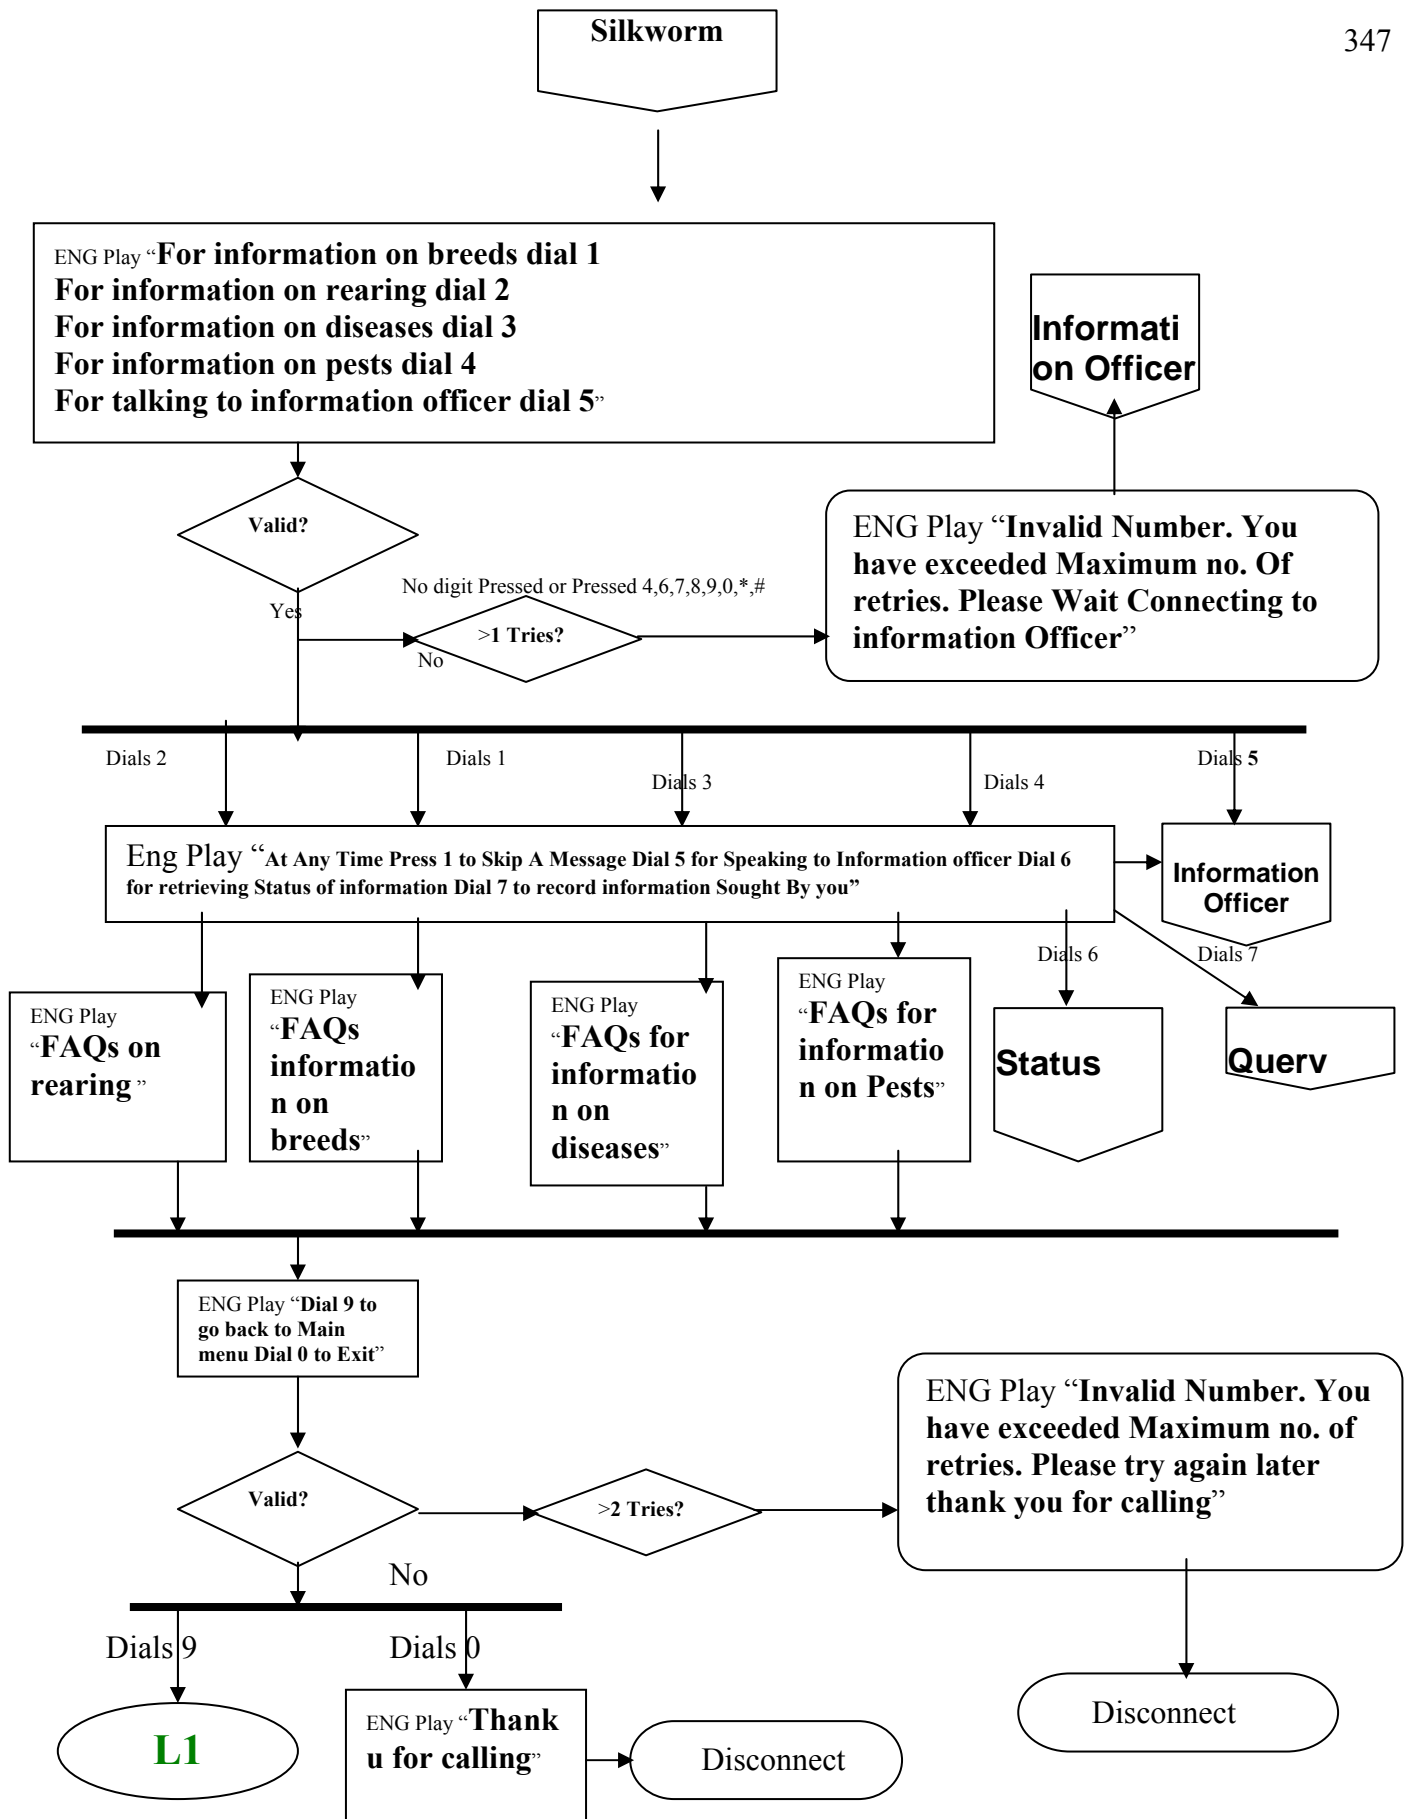 Silkworm
347
ENG Play “For information on breeds dial 1
For information on rearing dial 2
For information on diseases dial 3
For information on pests dial 4
For talking to information officer dial 5”
Informati
on Officer
Valid?
ENG Play “Invalid Number. You
have exceeded Maximum no. Of
retries. Please Wait Connecting to
information Officer”
No digit Pressed or Pressed 4,6,7,8,9,0,*,#
Yes
>1 Tries?
No
Dials 2
Dials 1
Dials 3
Dials 4
Dials 5
Eng Play “At Any Time Press 1 to Skip A Message Dial 5 for Speaking to Information officer Dial 6
for retrieving Status of information Dial 7 to record information Sought By you”
Information
Officer
Dials 6
Dials 7
ENG Play
“FAQs on
rearing ”
ENG Play
“FAQs
informatio
n on
breeds”
ENG Play
“FAQs for
informatio
n on
diseases”
ENG Play
“FAQs for
informatio
n on Pests”
Status
Query
ENG Play “Dial 9 to
go back to Main
menu Dial 0 to Exit”
ENG Play “Invalid Number. You
have exceeded Maximum no. of
retries. Please try again later
thank you for calling”
Valid?
>2 Tries?
No
Dials 9
Dials 0
L1
ENG Play “Thank
u for calling”
Disconnect
Disconnect